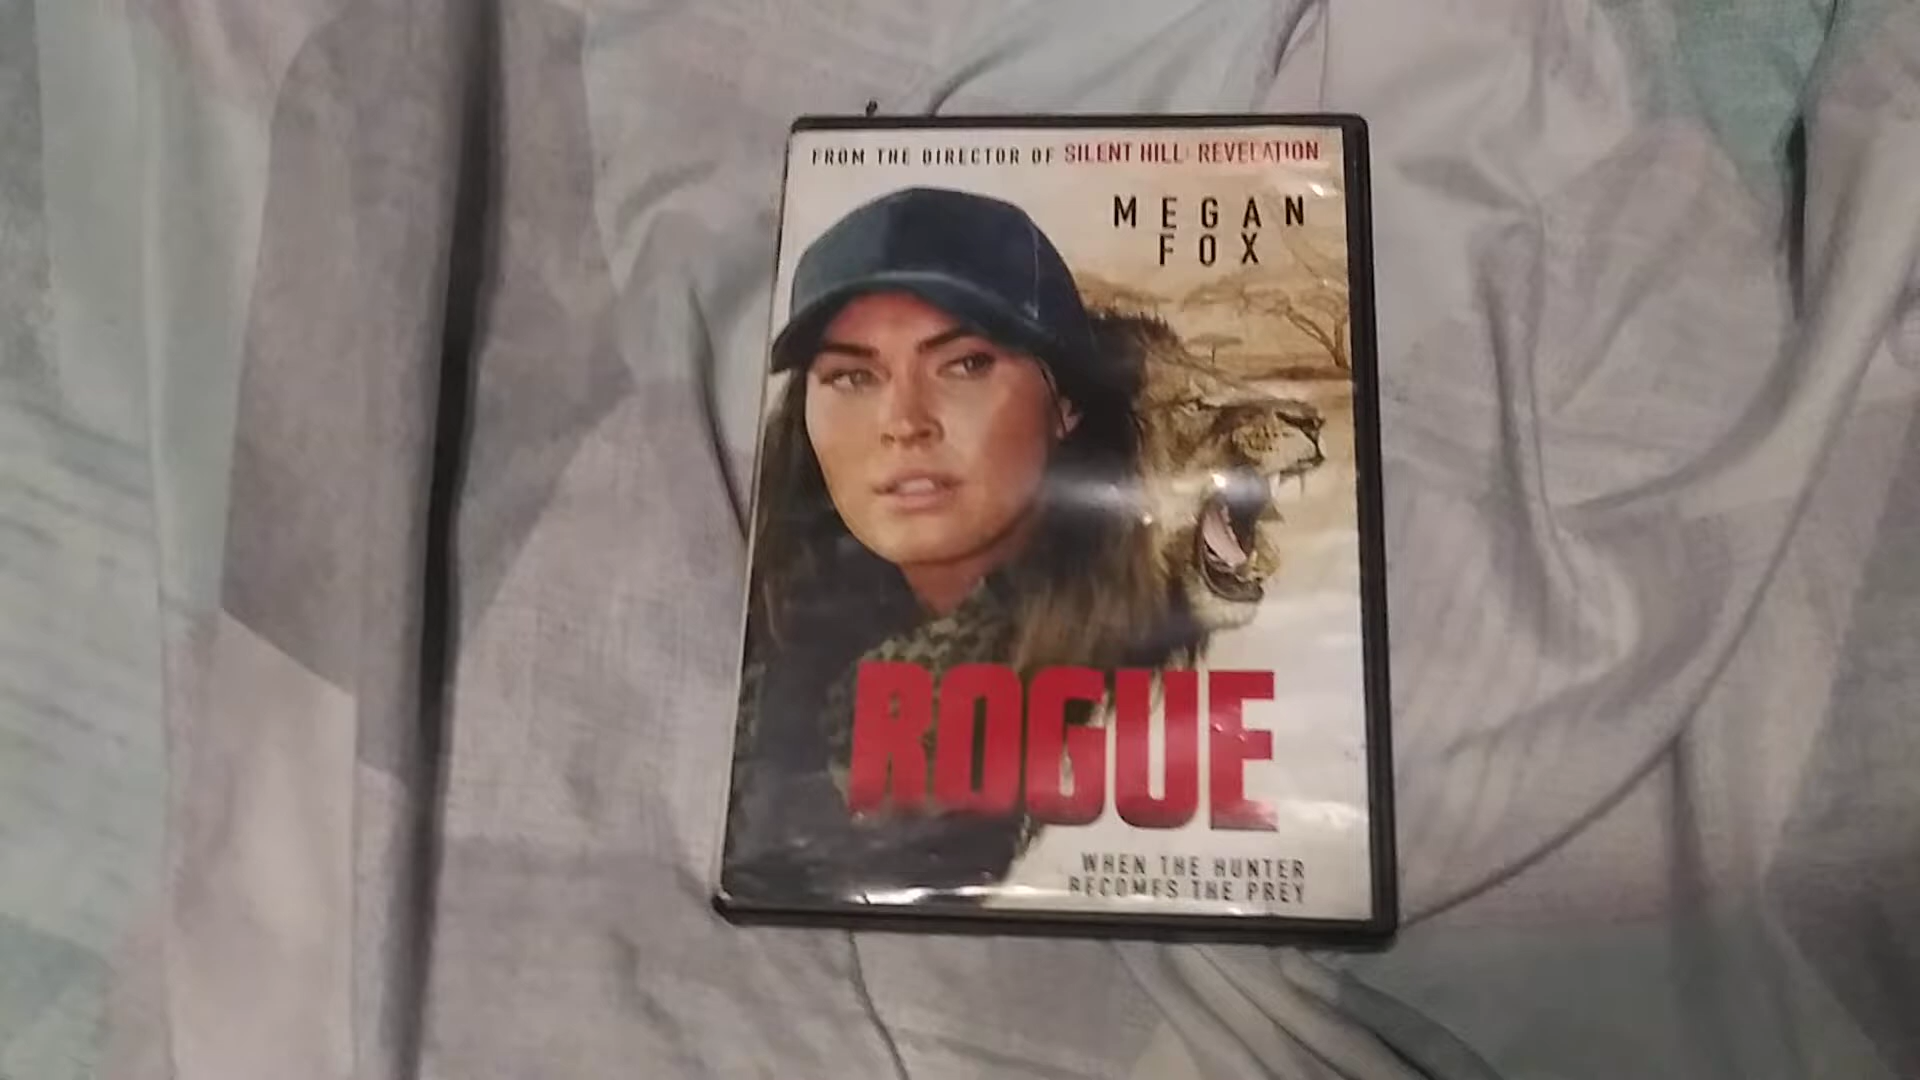 FROM THE DIRECTOR OF SILENT HILL: REVELATION
MEGAN
FOX
ROGUE
WHEN THE HUNTER
BECOMES THE PREY